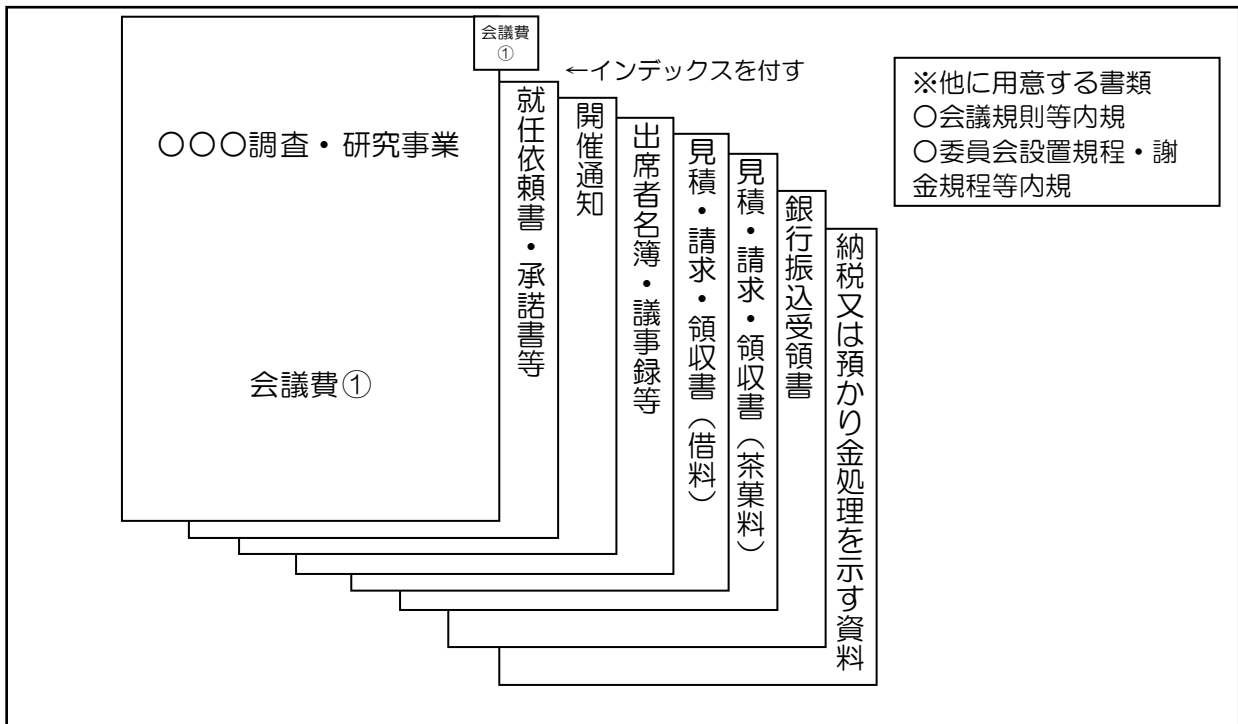 会議費
①
←インデックスを付す
○○○調査・研究事業
会議費①
就任依頼書・承諾書等
開催通知
出席者名簿・議事録等
見積・請求・領収書（借料）
見積・請求・領収書（茶菓料）
銀行振込受領書
納税又は預かり金処理を示す資料
※他に用意する書類
○会議規則等内規
○委員会設置規程・謝
金規程等内規